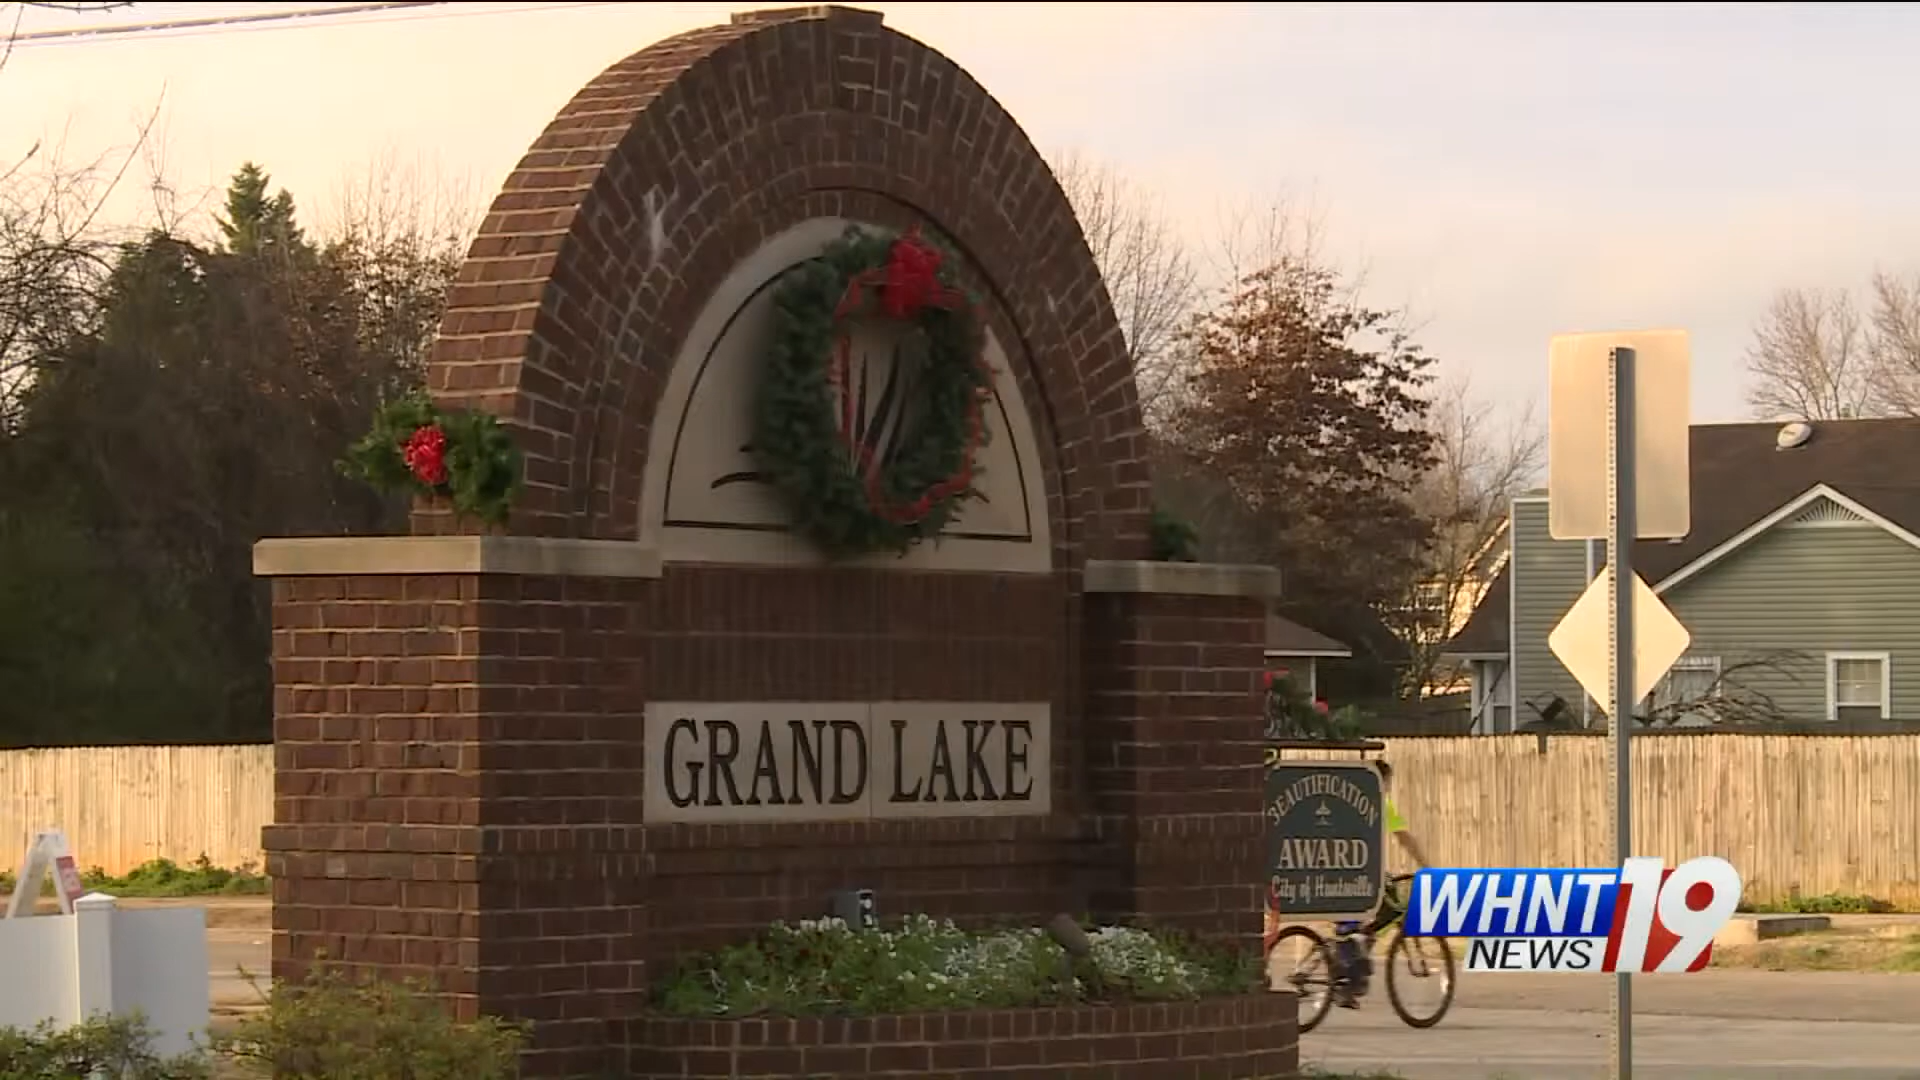 GRAND LAKE
BEAUTIFICATION
AWARD
City of Huntsville
WHNT 19
NEWS